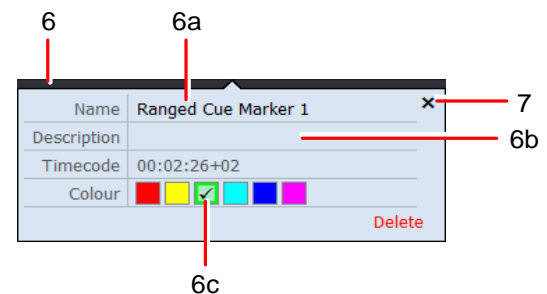 6 6a
Name Ranged Cue Marker 1 × 7
Description 6b
Timecode 00:02:26+02
Colour
Delete
6c